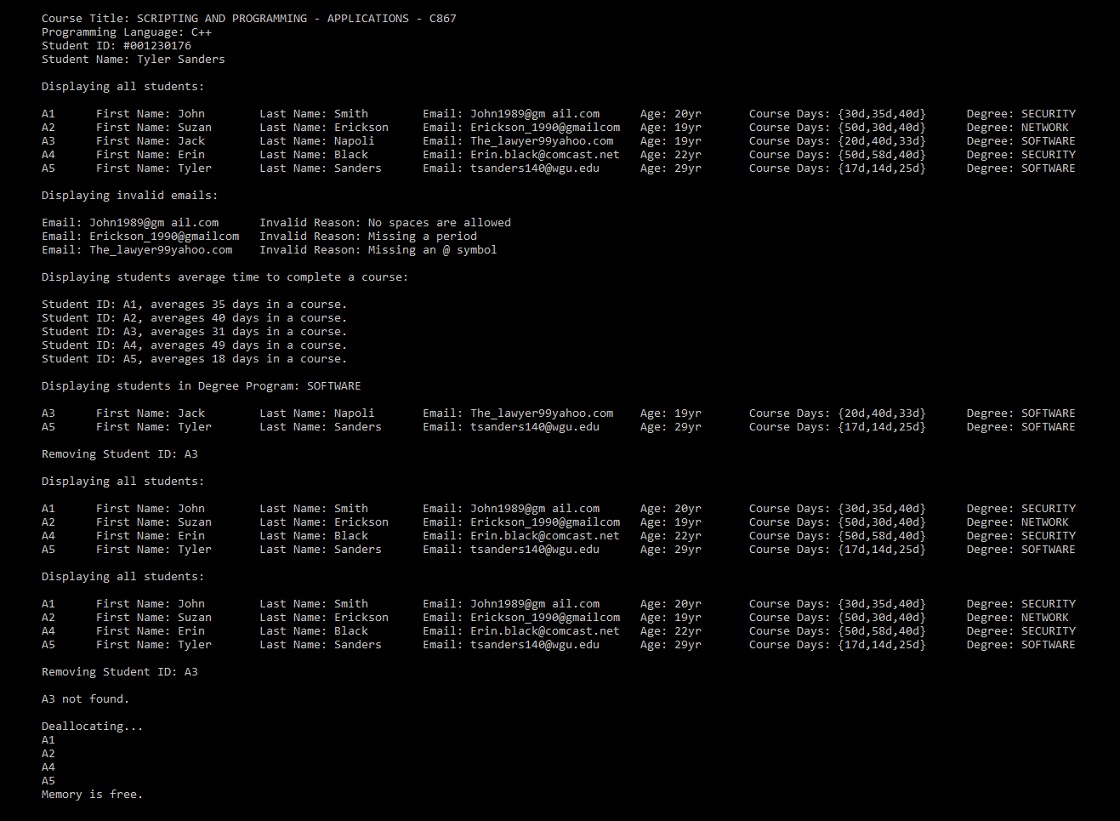 Course Title: SCRIPTING AND PROGRAMMING - APPLICATIONS - C867
Programming Language: C++
Student ID: #001230176
Student Name: Tyler Sanders
Displaying all students:
A1 First Name: John Last Name: Smith Email: John1989@gm ail.com Age: 20yr Course Days: {30d,35d,40d} Degree: SECURITY
A2 First Name: Suzan Last Name: Erickson Email: Erickson_1990@gmailcom Age: 19yr Course Days: {50d,30d,40d} Degree: NETWORK
A3 First Name: Jack Last Name: Napoli Email: The_lawyer99yahoo.com Age: 19yr Course Days: {20d,40d,33d} Degree: SOFTWARE
A4 First Name: Erin Last Name: Black Email: Erin.black@comcast.net Age: 22yr Course Days: {50d,58d,40d} Degree: SECURITY
A5 First Name: Tyler Last Name: Sanders Email: tsanders140@wgu.edu Age: 29yr Course Days: {17d,14d,25d} Degree: SOFTWARE
Displaying invalid emails:
Email: John1989@gm ail.com Invalid Reason: No spaces are allowed
Email: Erickson_1990@gmailcom Invalid Reason: Missing a period
Email: The_lawyer99yahoo.com Invalid Reason: Missing an @ symbol
Displaying students average time to complete a course:
Student ID: A1, averages 35 days in a course.
Student ID: A2, averages 40 days in a course.
Student ID: A3, averages 31 days in a course.
Student ID: A4, averages 49 days in a course.
Student ID: A5, averages 18 days in a course.
Displaying students in Degree Program: SOFTWARE
A3 First Name: Jack Last Name: Napoli Email: The_lawyer99yahoo.com Age: 19yr Course Days: {20d,40d,33d} Degree: SOFTWARE
A5 First Name: Tyler Last Name: Sanders Email: tsanders140@wgu.edu Age: 29yr Course Days: {17d,14d,25d} Degree: SOFTWARE
Removing Student ID: A3
Displaying all students:
A1 First Name: John Last Name: Smith Email: John1989@gm ail.com Age: 20yr Course Days: {30d,35d,40d} Degree: SECURITY
A2 First Name: Suzan Last Name: Erickson Email: Erickson_1990@gmailcom Age: 19yr Course Days: {50d,30d,40d} Degree: NETWORK
A4 First Name: Erin Last Name: Black Email: Erin.black@comcast.net Age: 22yr Course Days: {50d,58d,40d} Degree: SECURITY
A5 First Name: Tyler Last Name: Sanders Email: tsanders140@wgu.edu Age: 29yr Course Days: {17d,14d,25d} Degree: SOFTWARE
Displaying all students:
A1 First Name: John Last Name: Smith Email: John1989@gm ail.com Age: 20yr Course Days: {30d,35d,40d} Degree: SECURITY
A2 First Name: Suzan Last Name: Erickson Email: Erickson_1990@gmailcom Age: 19yr Course Days: {50d,30d,40d} Degree: NETWORK
A4 First Name: Erin Last Name: Black Email: Erin.black@comcast.net Age: 22yr Course Days: {50d,58d,40d} Degree: SECURITY
A5 First Name: Tyler Last Name: Sanders Email: tsanders140@wgu.edu Age: 29yr Course Days: {17d,14d,25d} Degree: SOFTWARE
Removing Student ID: A3
A3 not found.
Deallocating...
A1
A2
A4
A5
Memory is free.